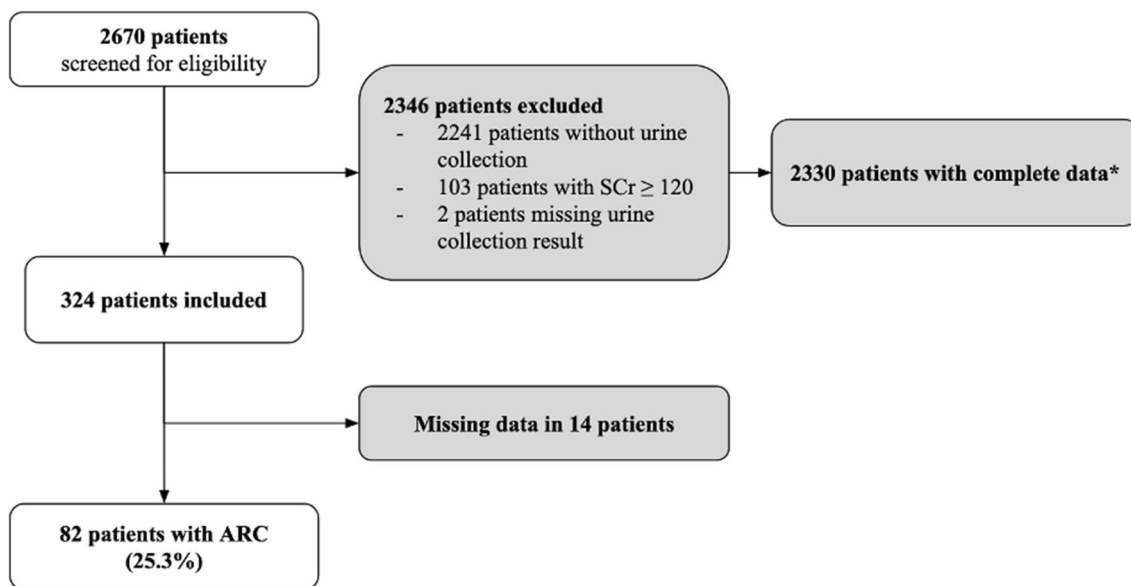 2670 patients
screened for eligibility
2346 patients excluded
- 2241 patients without urine
collection
- 103 patients with SCr ≥ 120
- 2 patients missing urine
collection result
2330 patients with complete data*
324 patients included
Missing data in 14 patients
82 patients with ARC
(25.3%)